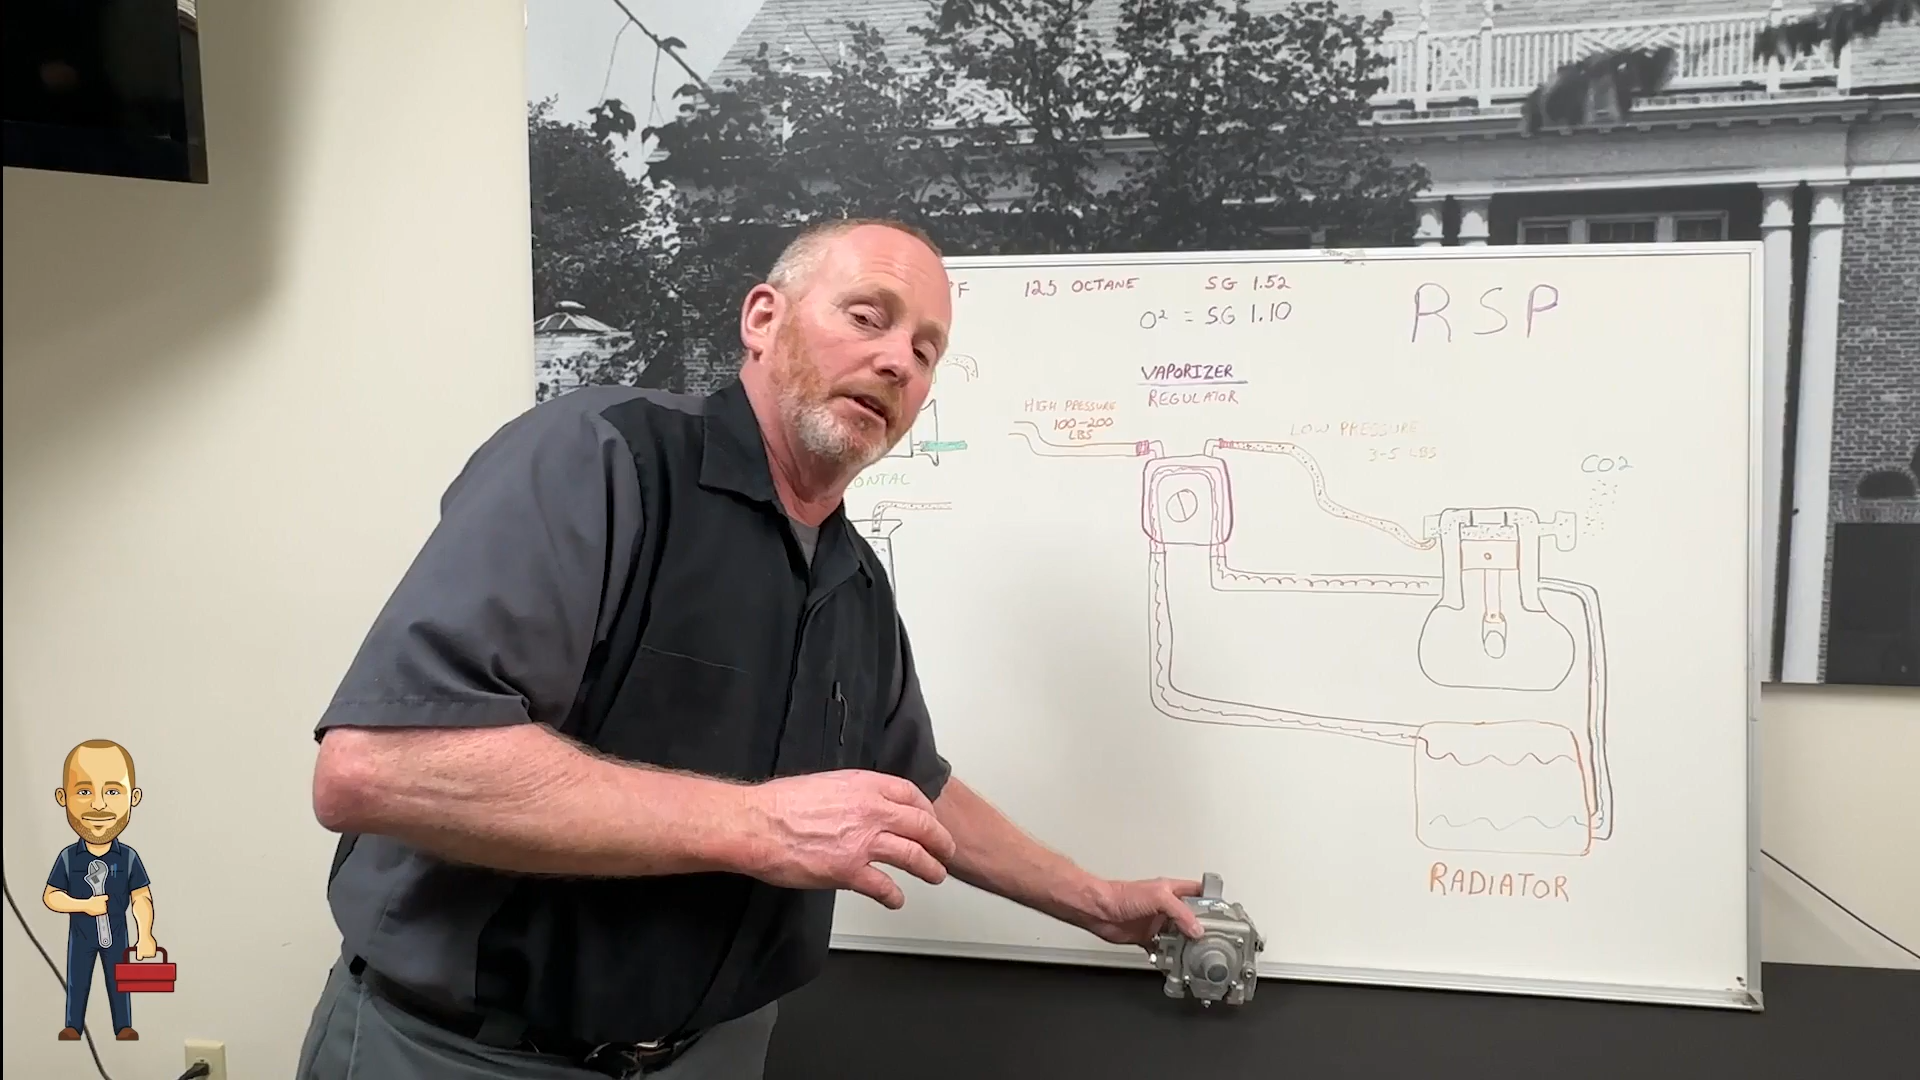 °F 125 OCTANE SG 1.52
O² = SG 1.10
RSP
VAPORIZER
REGULATOR
HIGH PRESSURE
100-200
LBS
LOW PRESSURE
3-5 LBS
CO2
ONTAL
RADIATOR